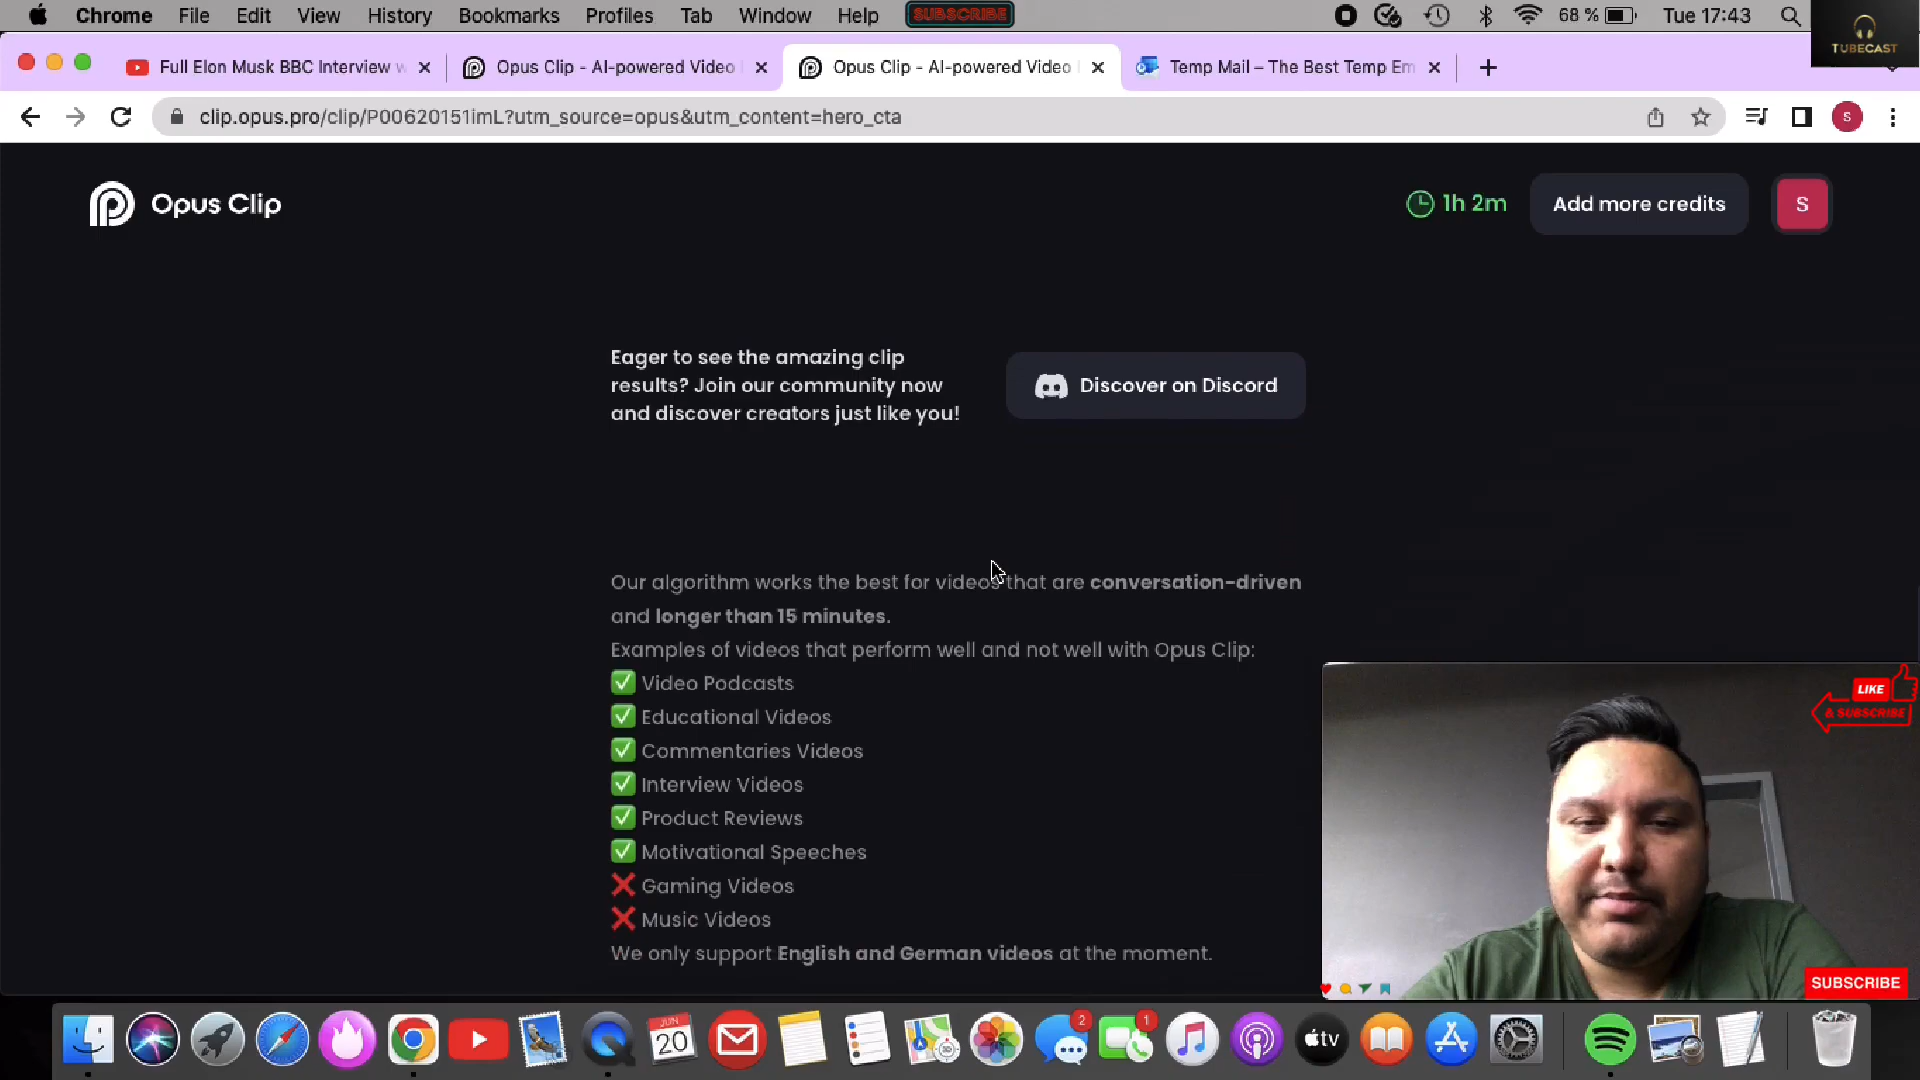 Chrome File Edit View History Bookmarks Profiles Tab Window Help SUBSCRIBE 68 % Tue 17:43
TUBECAST
Full Elon Musk BBC Interview w
Opus Clip - AI-powered Video
Opus Clip - AI-powered Video
Temp Mail – The Best Temp Em
clip.opus.pro/clip/P00620151imL?utm_source=opus&utm_content=hero_cta
S
Opus Clip
1h 2m
Add more credits
S
Eager to see the amazing clip
results? Join our community now
and discover creators just like you!
Discover on Discord
Our algorithm works the best for videos that are conversation-driven
and longer than 15 minutes.
Examples of videos that perform well and not well with Opus Clip:
✅ Video Podcasts
✅ Educational Videos
✅ Commentaries Videos
✅ Interview Videos
✅ Product Reviews
✅ Motivational Speeches
❌ Gaming Videos
❌ Music Videos
We only support English and German videos at the moment.
LIKE
& SUBSCRIBE
SUBSCRIBE
JUN
20
2
1
tv